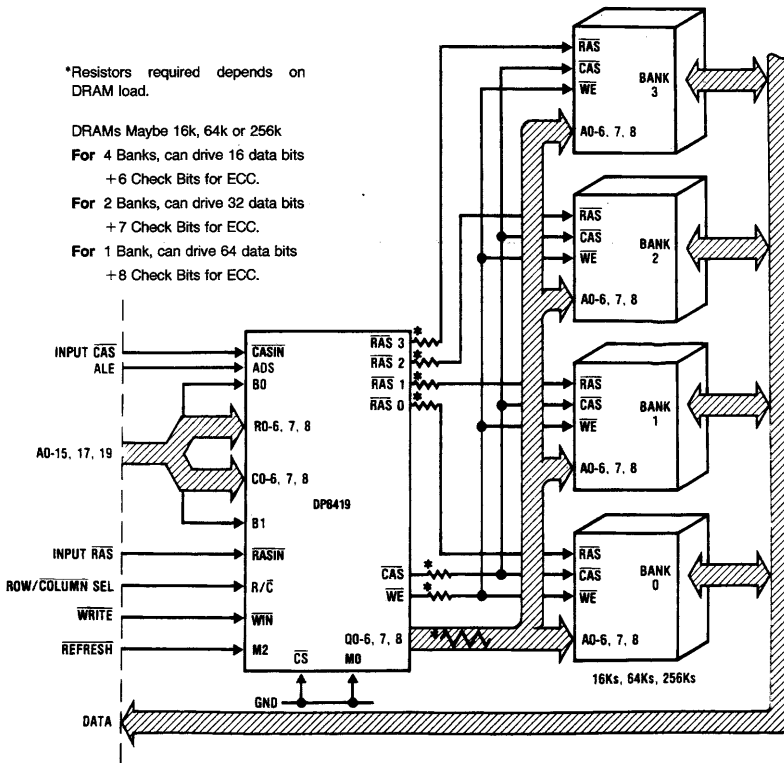 *Resistors required depends on
DRAM load.
DRAMs Maybe 16k, 64k or 256k
For 4 Banks, can drive 16 data bits
+6 Check Bits for ECC.
For 2 Banks, can drive 32 data bits
+7 Check Bits for ECC.
For 1 Bank, can drive 64 data bits
+8 Check Bits for ECC.
INPUT CAS
ALE
A0-15, 17, 19
INPUT RAS
ROW/COLUMN SEL
WRITE
REFRESH
DATA
CASIN
ADS
B0
R0-6, 7, 8
C0-6, 7, 8
B1
RASIN
R/C
WIN
M2
DP8419
CS
M0
GND
RAS 3
*
RAS 2
*
RAS 1
*
RAS 0
*
CAS
*
WE
*
Q0-6, 7, 8
*
RAS
CAS
WE
A0-6, 7, 8
BANK
3
RAS
CAS
WE
A0-6, 7, 8
BANK
2
RAS
CAS
WE
A0-6, 7, 8
BANK
1
RAS
CAS
WE
A0-6, 7, 8
BANK
0
16Ks, 64Ks, 256Ks